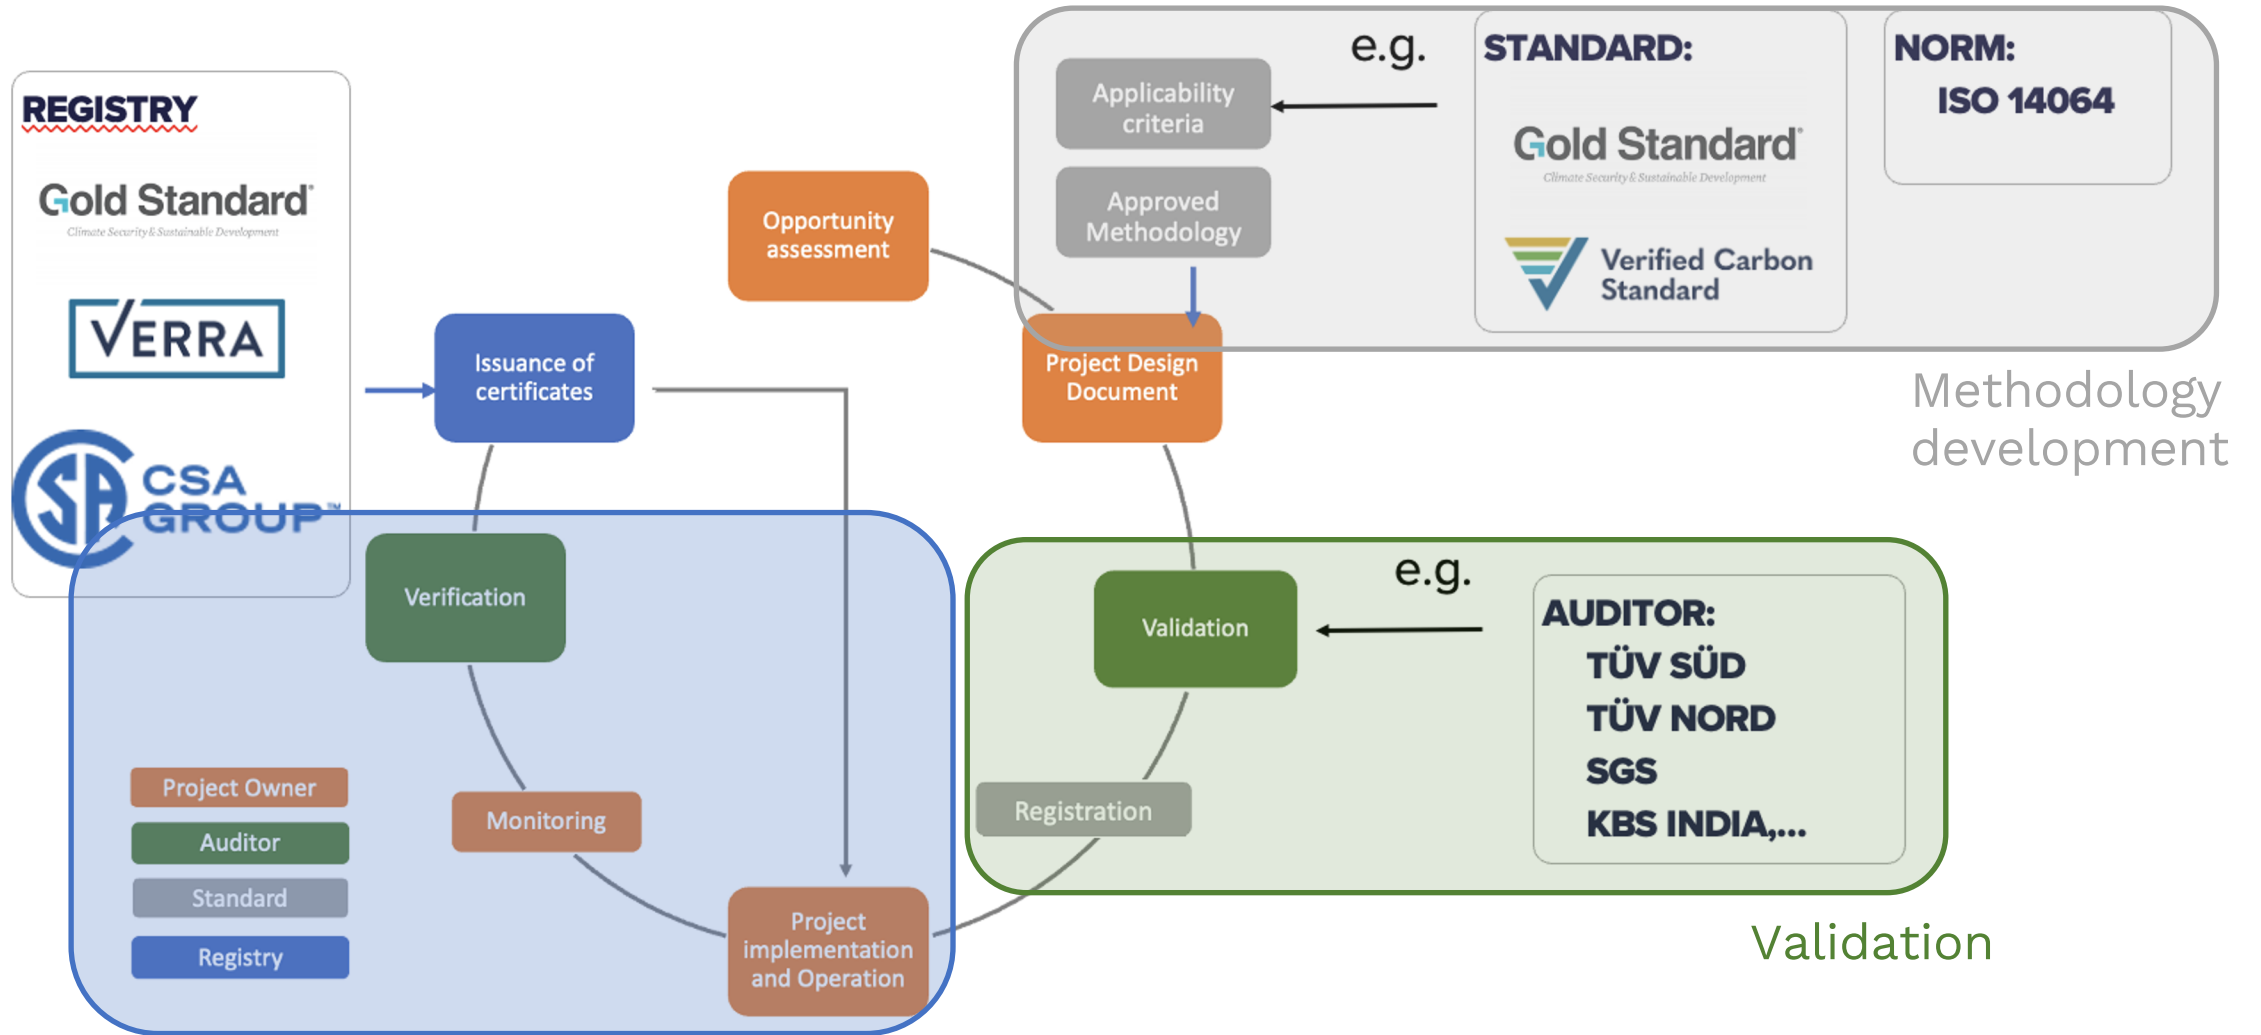 REGISTRY
Gold Standard®
Climate Security & Sustainable Development
VERRA
CSA
GROUP™
Issuance of
certificates
Opportunity
assessment
Applicability
criteria
Approved
Methodology
e.g.
STANDARD:
Gold Standard®
Climate Security & Sustainable Development
Verified Carbon
Standard
NORM:
ISO 14064
Project Design
Document
Methodology
development
Verification
Validation
e.g.
AUDITOR:
TÜV SÜD
TÜV NORD
SGS
KBS INDIA,...
Registration
Monitoring
Project
implementation
and Operation
Project Owner
Auditor
Standard
Registry
Validation